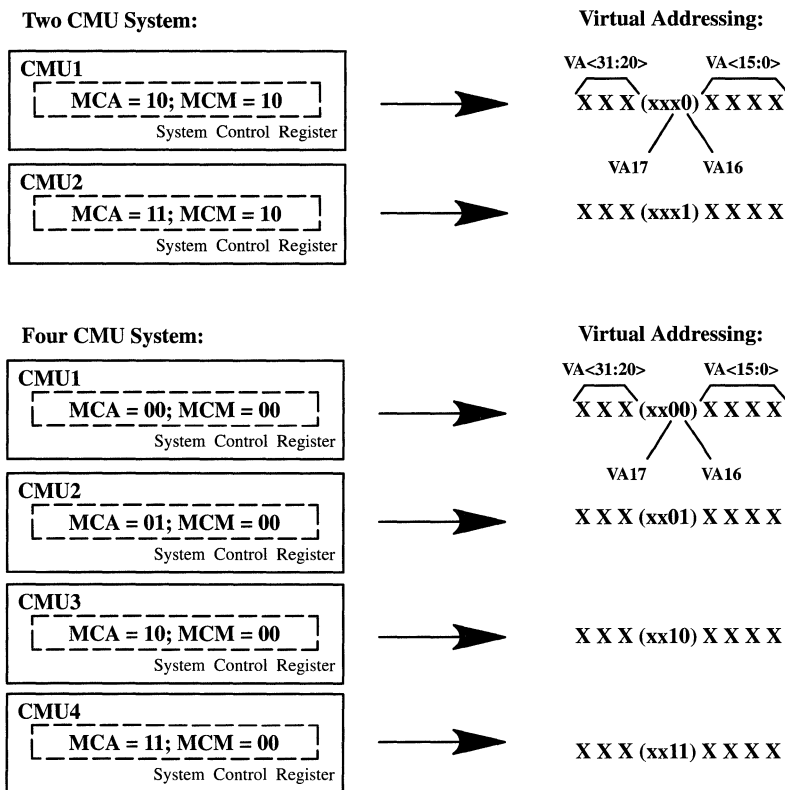 Two CMU System:
Virtual Addressing:
CMU1
MCA = 10; MCM = 10
System Control Register
VA<31:20> VA<15:0>
X X X (xxx0) X X X X
VA17 VA16
CMU2
MCA = 11; MCM = 10
System Control Register
X X X (xxx1) X X X X
Four CMU System:
Virtual Addressing:
CMU1
MCA = 00; MCM = 00
System Control Register
VA<31:20> VA<15:0>
X X X (xx00) X X X X
VA17 VA16
CMU2
MCA = 01; MCM = 00
System Control Register
X X X (xx01) X X X X
CMU3
MCA = 10; MCM = 00
System Control Register
X X X (xx10) X X X X
CMU4
MCA = 11; MCM = 00
System Control Register
X X X (xx11) X X X X